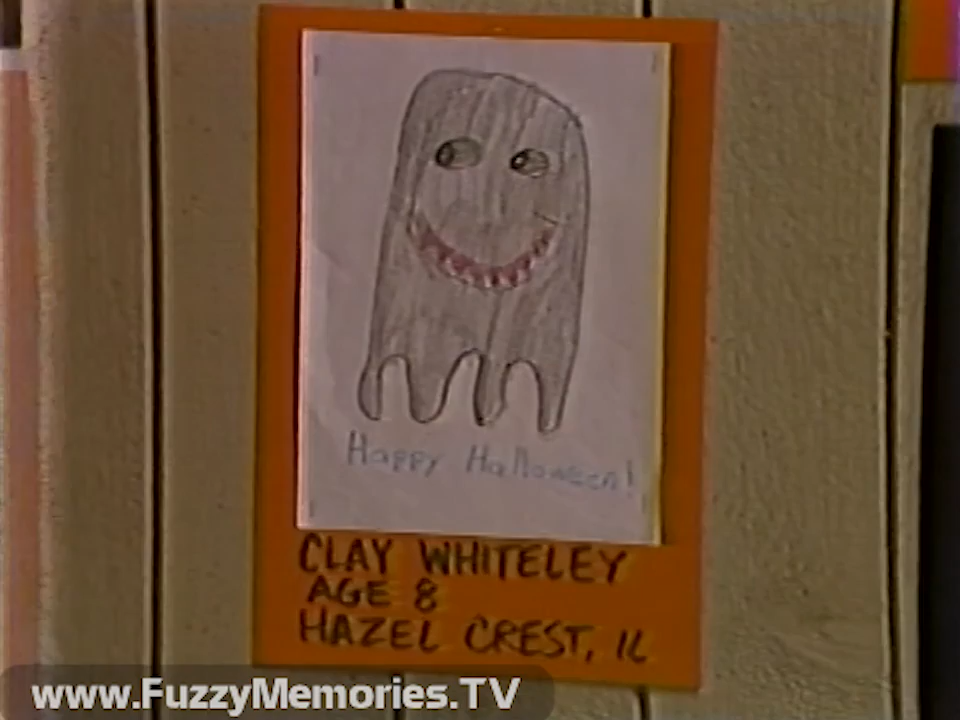 Happy Halloween!
CLAY WHITELEY
AGE 8
HAZEL CREST, IL
www.FuzzyMemories.TV